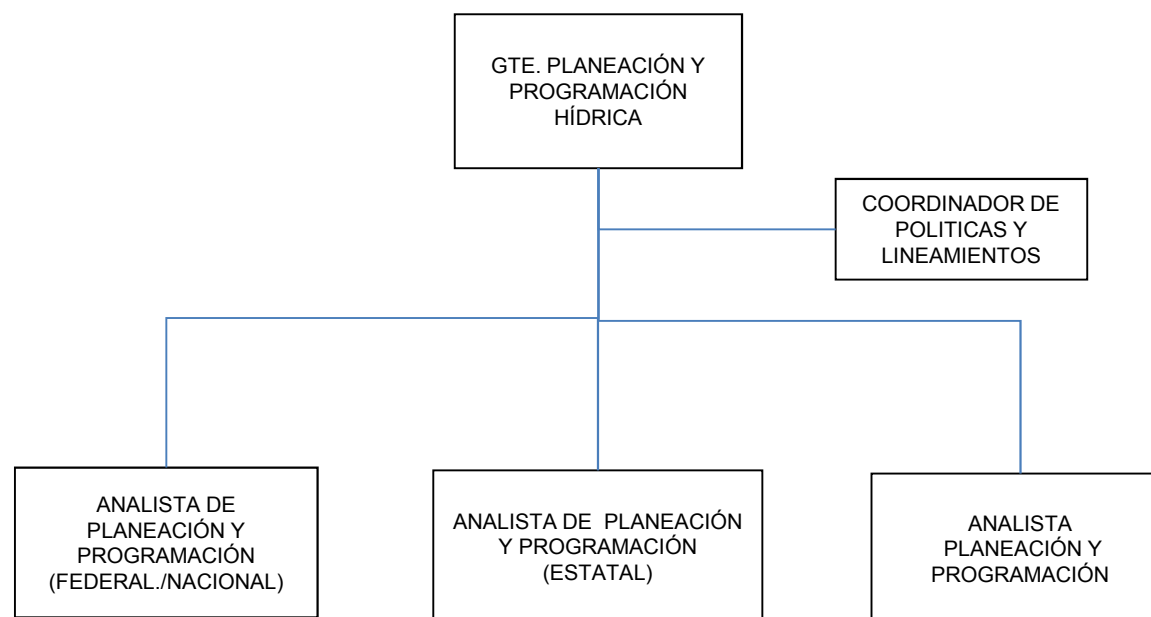 GTE. PLANEACIÓN Y
PROGRAMACIÓN
HÍDRICA
COORDINADOR DE
POLITICAS Y
LINEAMIENTOS
ANALISTA DE
PLANEACIÓN Y
PROGRAMACIÓN
(FEDERAL./NACIONAL)
ANALISTA DE  PLANEACIÓN
Y PROGRAMACIÓN
(ESTATAL)
ANALISTA
PLANEACIÓN Y
PROGRAMACIÓN